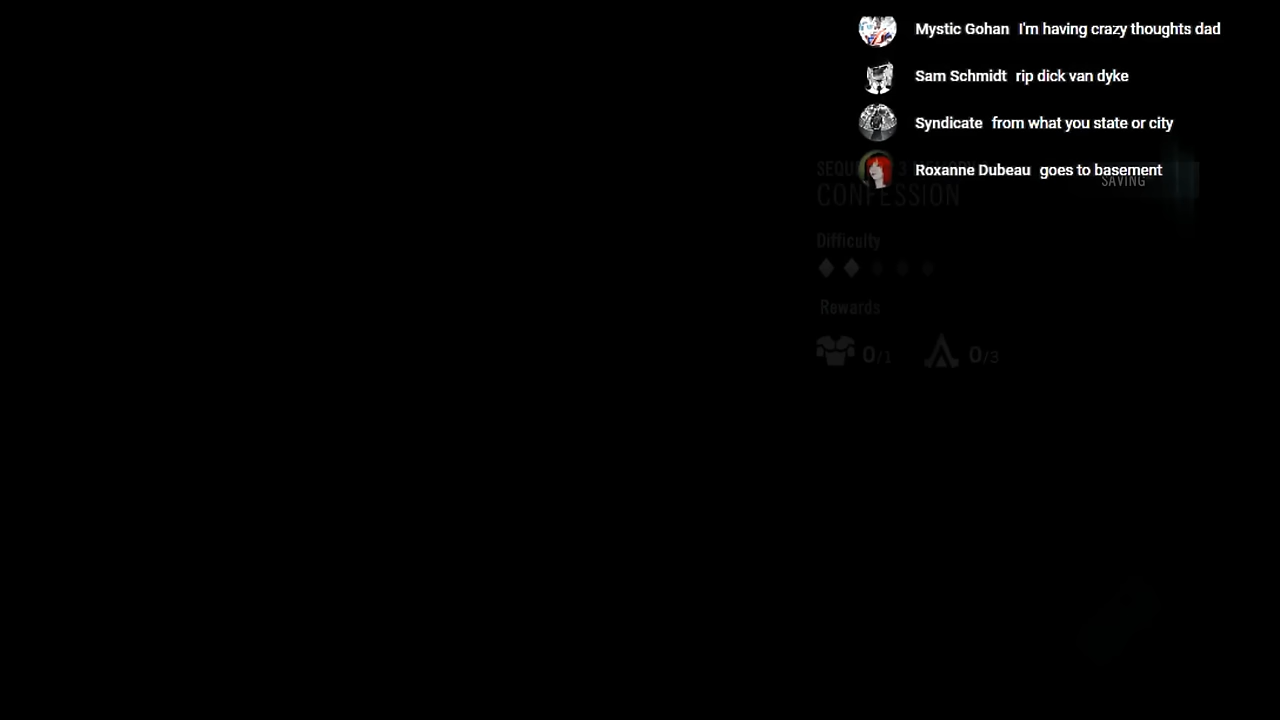 Mystic Gohan I'm having crazy thoughts dad
Sam Schmidt rip dick van dyke
Syndicate from what you state or city
Roxanne Dubeau goes to basement
SAVING
CONFESSION
Difficulty
Rewards
0/1 0/3